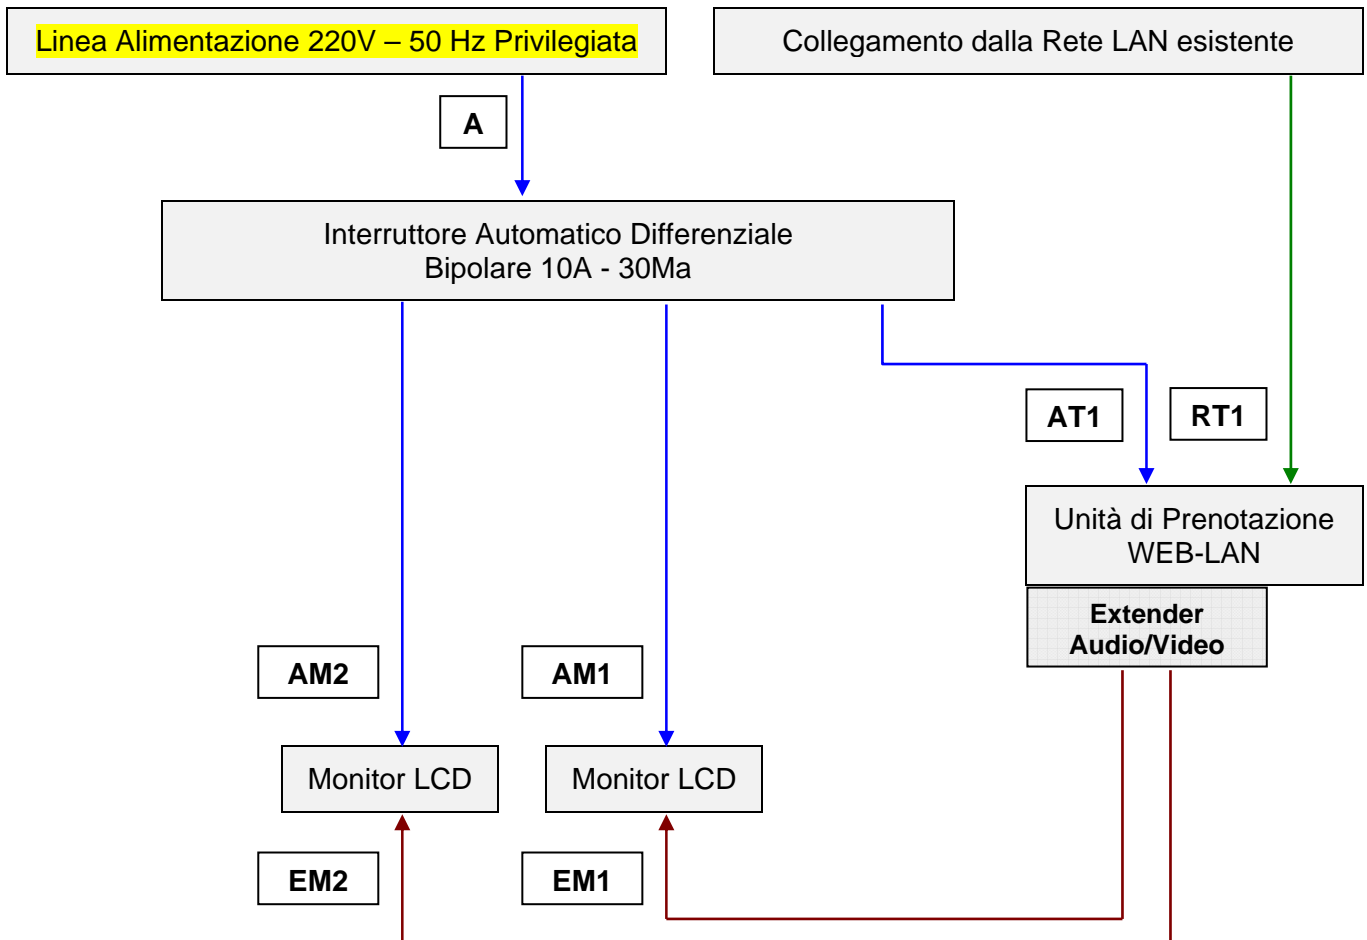 Linea Alimentazione 220V – 50 Hz Privilegiata
Collegamento dalla Rete LAN esistente
A
Interruttore Automatico Differenziale
Bipolare 10A - 30Ma
AT1
RT1
Unità di Prenotazione
WEB-LAN
Extender
Audio/Video
AM2
AM1
Monitor LCD
Monitor LCD
EM2
EM1